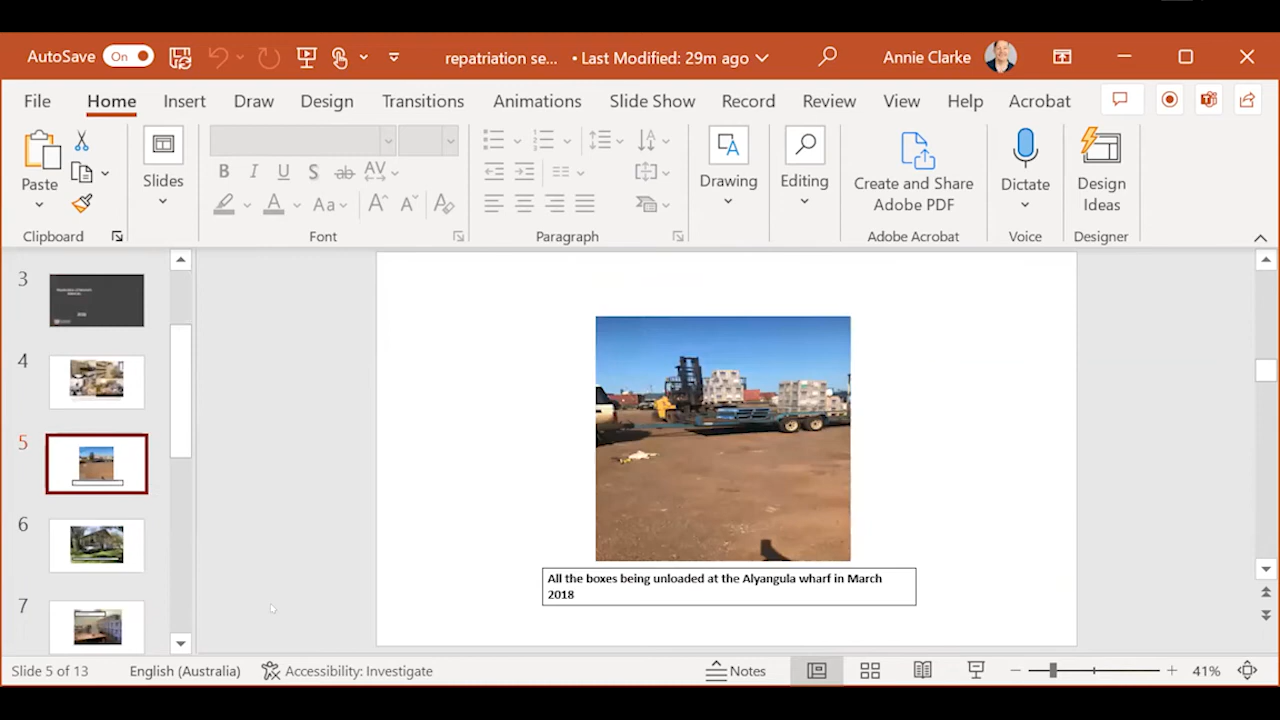 AutoSave On repatriation se... • Last Modified: 29m ago Annie Clarke
File Home Insert Draw Design Transitions Animations Slide Show Record Review View Help Acrobat
Paste
Slides
B I U S ab AV
Aa A A A
Drawing
Editing
Create and Share
Adobe PDF
Dictate
Design
Ideas
Clipboard Font Paragraph Adobe Acrobat Voice Designer
3
4
5
6
7
All the boxes being unloaded at the Alyangula wharf in March
2018
Slide 5 of 13 English (Australia) Accessibility: Investigate Notes 41%